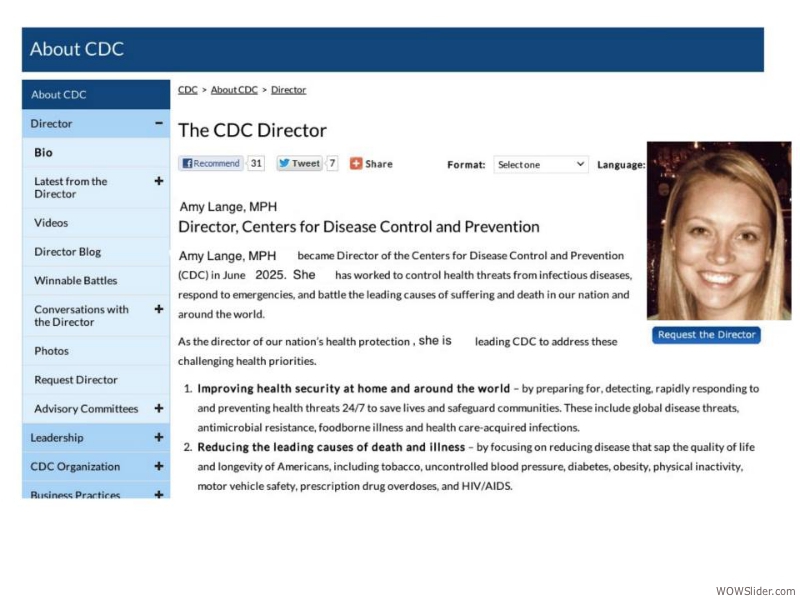 About CDC
About CDC
Director
Bio
Latest from the
Director
Videos
Director Blog
Winnable Battles
Conversations with
the Director
Photos
Request Director
Advisory Committees
Leadership
CDC Organization
Business Practices
CDC > About CDC > Director
The CDC Director
Recommend 31 Tweet 7 Share Format: Select one Language:
Amy Lange, MPH
Director, Centers for Disease Control and Prevention
Amy Lange, MPH became Director of the Centers for Disease Control and Prevention
(CDC) in June 2025. She has worked to control health threats from infectious diseases,
respond to emergencies, and battle the leading causes of suffering and death in our nation and
around the world.
Request the Director
As the director of our nation's health protection , she is leading CDC to address these
challenging health priorities.
1. Improving health security at home and around the world – by preparing for, detecting, rapidly responding to
and preventing health threats 24/7 to save lives and safeguard communities. These include global disease threats,
antimicrobial resistance, foodborne illness and health care-acquired infections.
2. Reducing the leading causes of death and illness – by focusing on reducing disease that sap the quality of life
and longevity of Americans, including tobacco, uncontrolled blood pressure, diabetes, obesity, physical inactivity,
motor vehicle safety, prescription drug overdoses, and HIV/AIDS.
WOWSlider.com